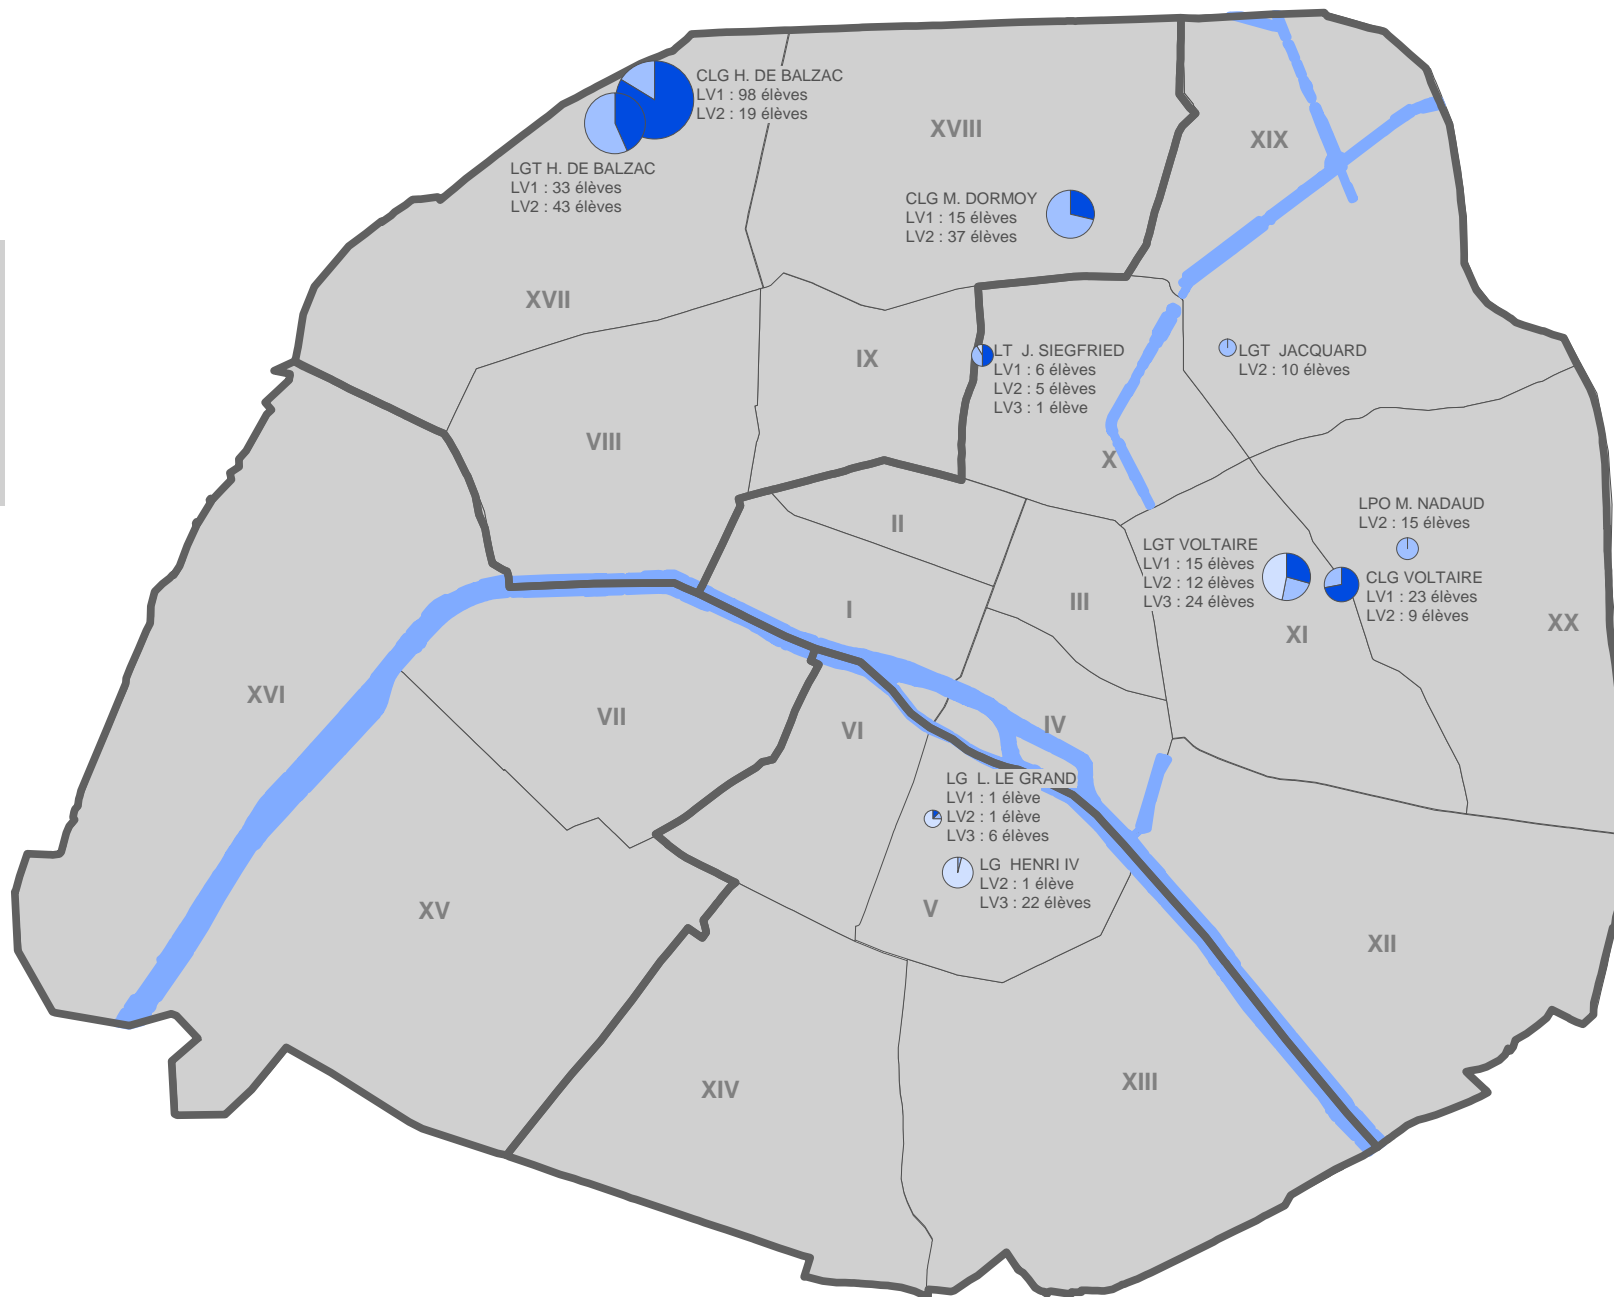 CLG H. DE BALZAC
LV1 : 98 élèves
LV2 : 19 élèves
XVIII
XIX
LGT H. DE BALZAC
LV1 : 33 élèves
LV2 : 43 élèves
CLG M. DORMOY
LV1 : 15 élèves
LV2 : 37 élèves
XVII
IX
LT J. SIEGFRIED
LV1 : 6 élèves
LV2 : 5 élèves
LV3 : 1 élève
LGT JACQUARD
LV2 : 10 élèves
VIII
X
II
LPO M. NADAUD
LV2 : 15 élèves
LGT VOLTAIRE
LV1 : 15 élèves
LV2 : 12 élèves
LV3 : 24 élèves
CLG VOLTAIRE
LV1 : 23 élèves
LV2 : 9 élèves
I
III
XI
XX
XVI
VII
VI
IV
LG L. LE GRAND
LV1 : 1 élève
LV2 : 1 élève
LV3 : 6 élèves
LG HENRI IV
LV2 : 1 élève
LV3 : 22 élèves
V
XV
XII
XIV
XIII